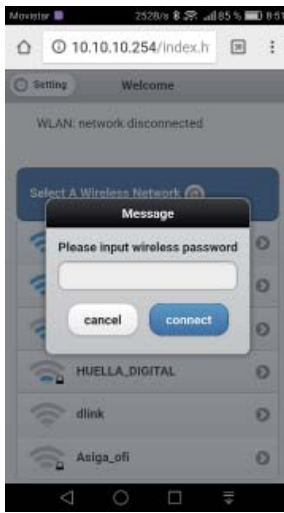 Movistar 252B/s 85% 8:51
10.10.10.254/index.h
Setting Welcome
WLAN: network disconnected
Select A Wireless Network
Message
Please input wireless password
cancel connect
HUELLA_DIGITAL
dlink
Asiga_ofi